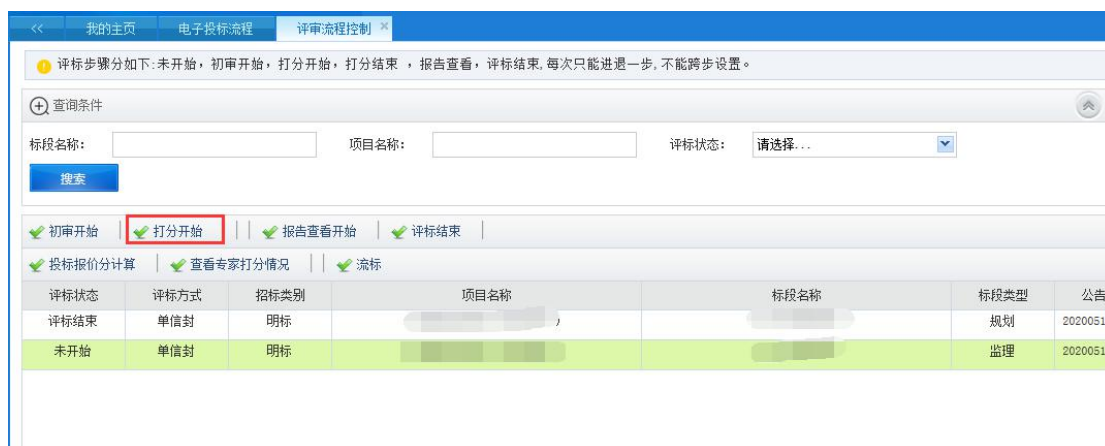 << 我的主页 电子投标流程 评审流程控制 ×
评标步骤分如下:未开始，初审开始，打分开始，打分结束 ，报告查看，评标结束,每次只能进退一步,不能跨步设置。
查询条件
标段名称： 项目名称： 评标状态： 请选择...
搜索
初审开始 打分开始 报告查看开始 评标结束
投标报价分计算 查看专家打分情况 流标
评标状态 评标方式 招标类别 项目名称 标段名称 标段类型 公告
评标结束 单信封 明标 规划 2020051
未开始 单信封 明标 监理 2020051